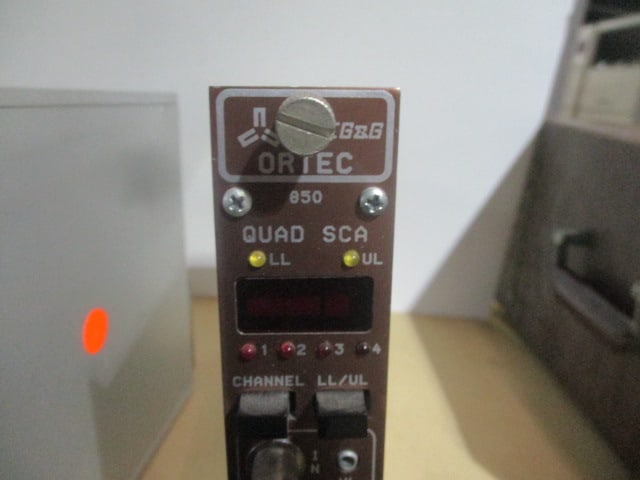 EG&G
ORTEC
850
QUAD SCA
LL UL
1 2 3 4
CHANNEL LL/UL
IN